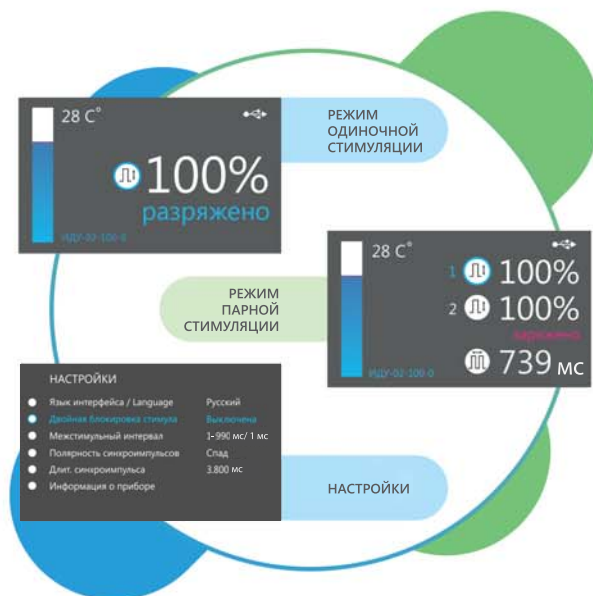 28 C°
100%
разряжено
ИДУ-02-100-0
РЕЖИМ
ОДИНОЧНОЙ
СТИМУЛЯЦИИ
28 C°
1 100%
2 100%
заряжено
739 мс
ИДУ-02-100-0
РЕЖИМ
ПАРНОЙ
СТИМУЛЯЦИИ
НАСТРОЙКИ
Язык интерфейса / Language Русский
Двойная блокировка стимула Выключена
Межстимульный интервал 1-990 мс/ 1 мс
Полярность синхроимпульсов Спад
Длит. синхроимпульса 3.800 мс
Информация о приборе
НАСТРОЙКИ